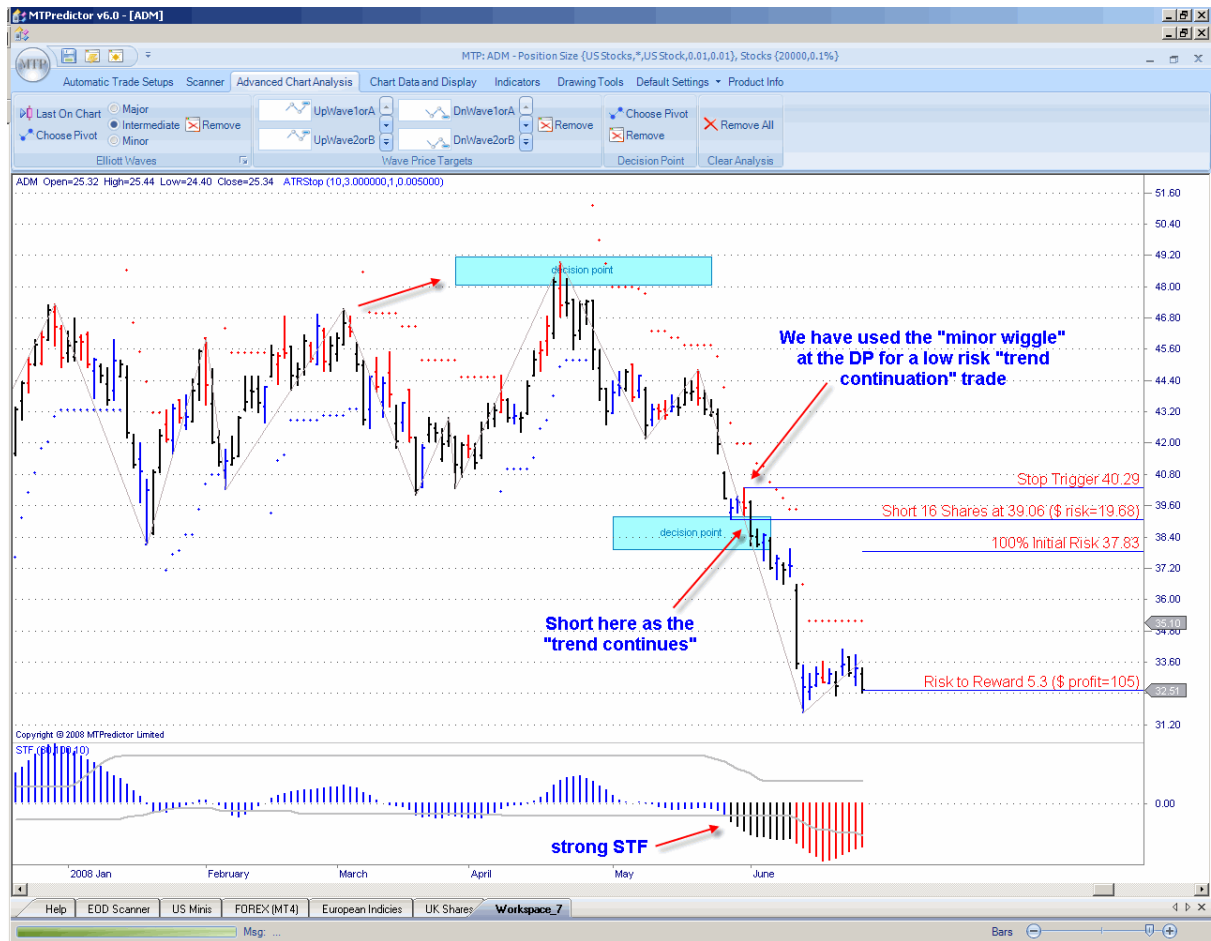 MTPredictor v6.0 - [ADM]
MTP: ADM - Position Size {US Stocks,*,US Stock,0.01,0.01}, Stocks {20000,0.1%}
MTP
Automatic Trade Setups Scanner Advanced Chart Analysis Chart Data and Display Indicators Drawing Tools Default Settings Product Info
Last On Chart Major UpWave1orA DnWave1orA Choose Pivot
Choose Pivot Intermediate Remove Remove Remove Remove All
Minor UpWave2orB DnWave2orB
Elliott Waves Wave Price Targets Decision Point Clear Analysis
ADM Open=25.32 High=25.44 Low=24.40 Close=25.34 ATRStop (10,3.000000,1,0.005000)
51.60
50.40
49.20
decision point
48.00
46.80
We have used the "minor wiggle"
at the DP for a low risk "trend
continuation" trade
45.60
44.40
43.20
42.00
40.80
Stop Trigger 40.29
39.60
Short 16 Shares at 39.06 ($ risk=19.68)
decision point
38.40
100% Initial Risk 37.83
37.20
36.00
Short here as the
"trend continues"
35.10
34.80
33.60
Risk to Reward 5.3 ($ profit=105)
32.51
31.20
Copyright © 2008 MTPredictor Limited
STF (60,100,10)
0.00
strong STF
2008 Jan February March April May June
Help EOD Scanner US Minis FOREX (MT4) European Indicies UK Shares Workspace_7
Msg: ...
Bars